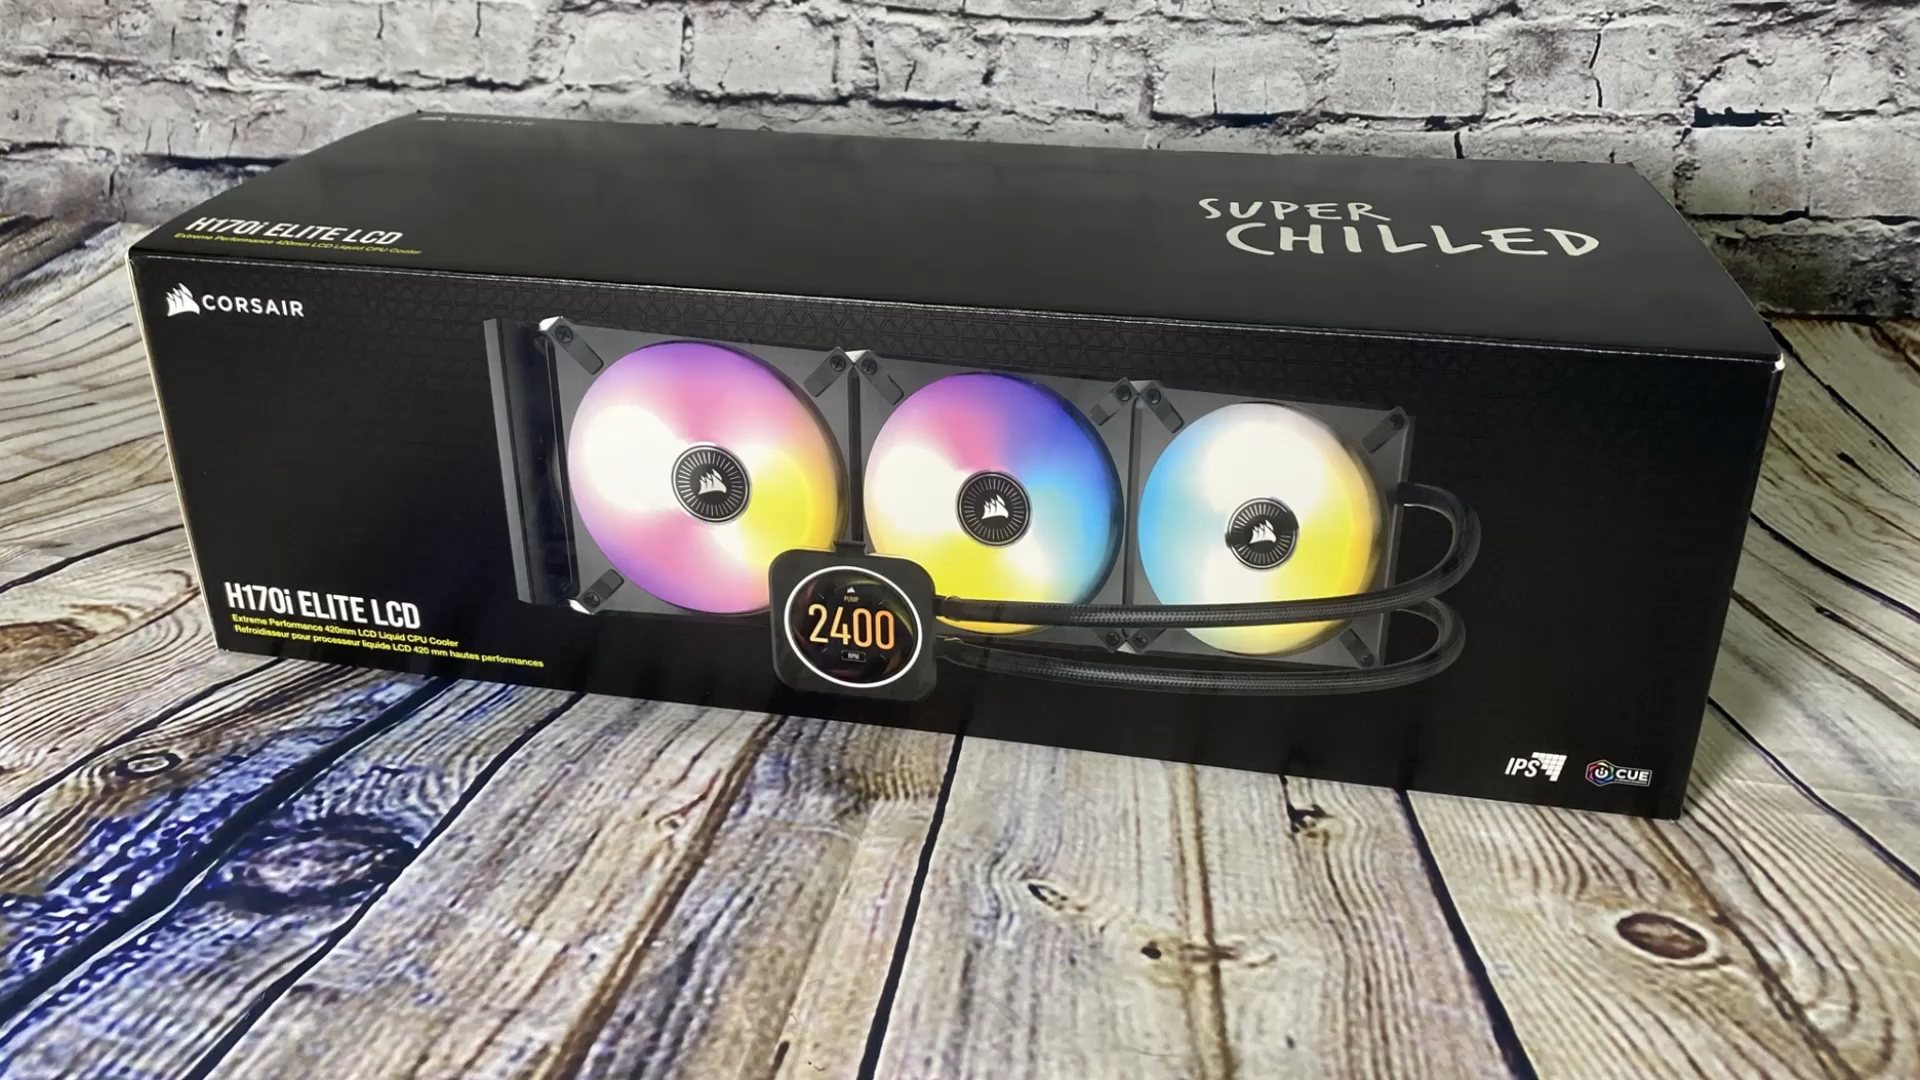 CORSAIR
SUPER
CHILLED
H170i ELITE LCD
Extreme Performance 420mm LCD Liquid CPU Cooler
CORSAIR
PUMP
2400
RPM
H170i ELITE LCD
Extreme Performance 420mm LCD Liquid CPU Cooler
Refroidisseur pour processeur liquide LCD 420 mm hautes performances
IPS
iCUE